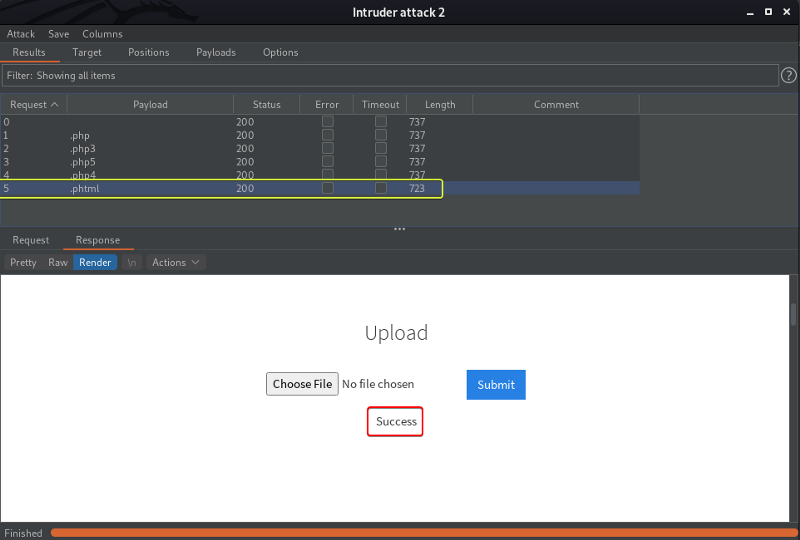 Intruder attack 2
Attack Save Columns
Results Target Positions Payloads Options
Filter: Showing all items ?
Request Payload Status Error Timeout Length Comment
0 200 737
1 .php 200 737
2 .php3 200 737
3 .php5 200 737
4 .php4 200 737
5 .phtml 200 723
Request Response
Pretty Raw Render \n Actions
Upload
Choose File No file chosen Submit
Success
Finished